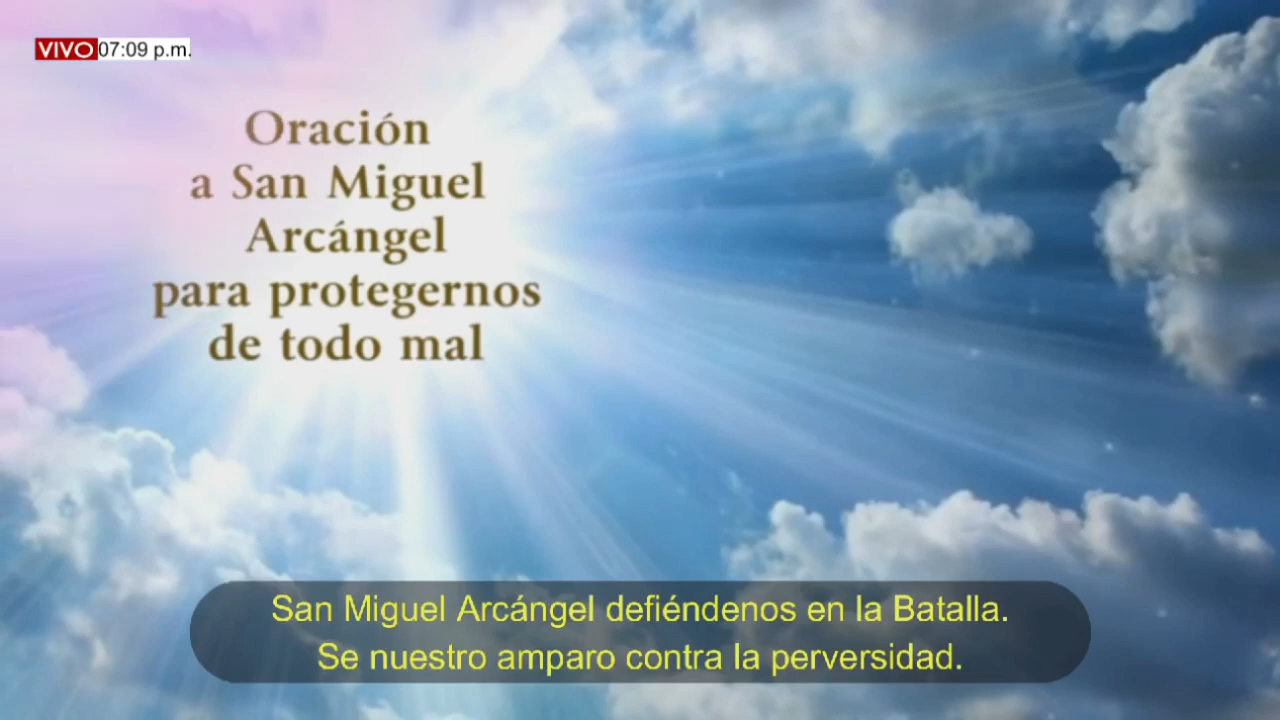 VIVO 07:09 p.m.
Oración
a San Miguel
Arcángel
para protegernos
de todo mal
San Miguel Arcángel defiéndenos en la Batalla.
Se nuestro amparo contra la perversidad.